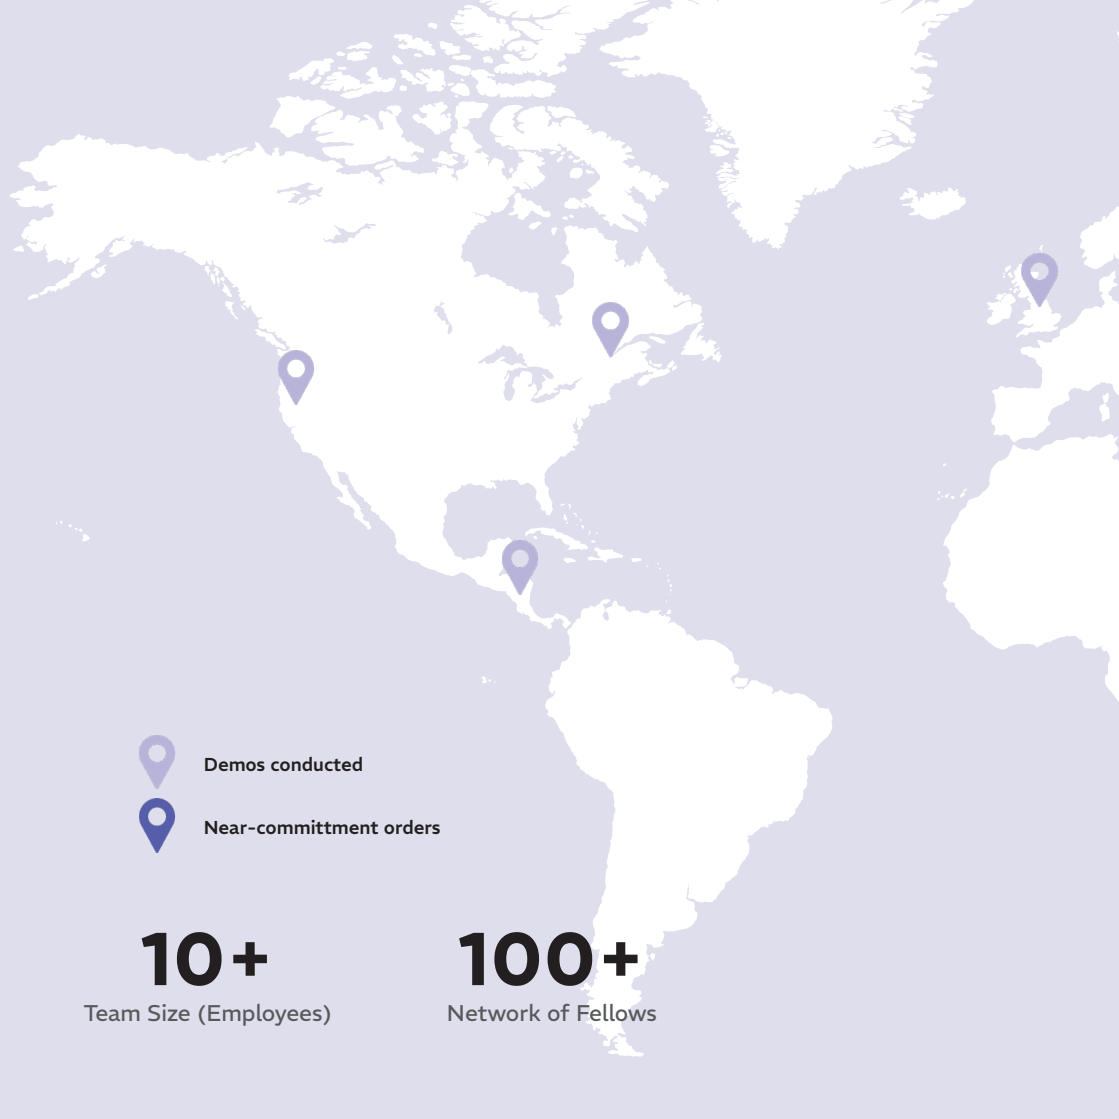 Demos conducted
Near-committment orders
10+
Team Size (Employees)
100+
Network of Fellows